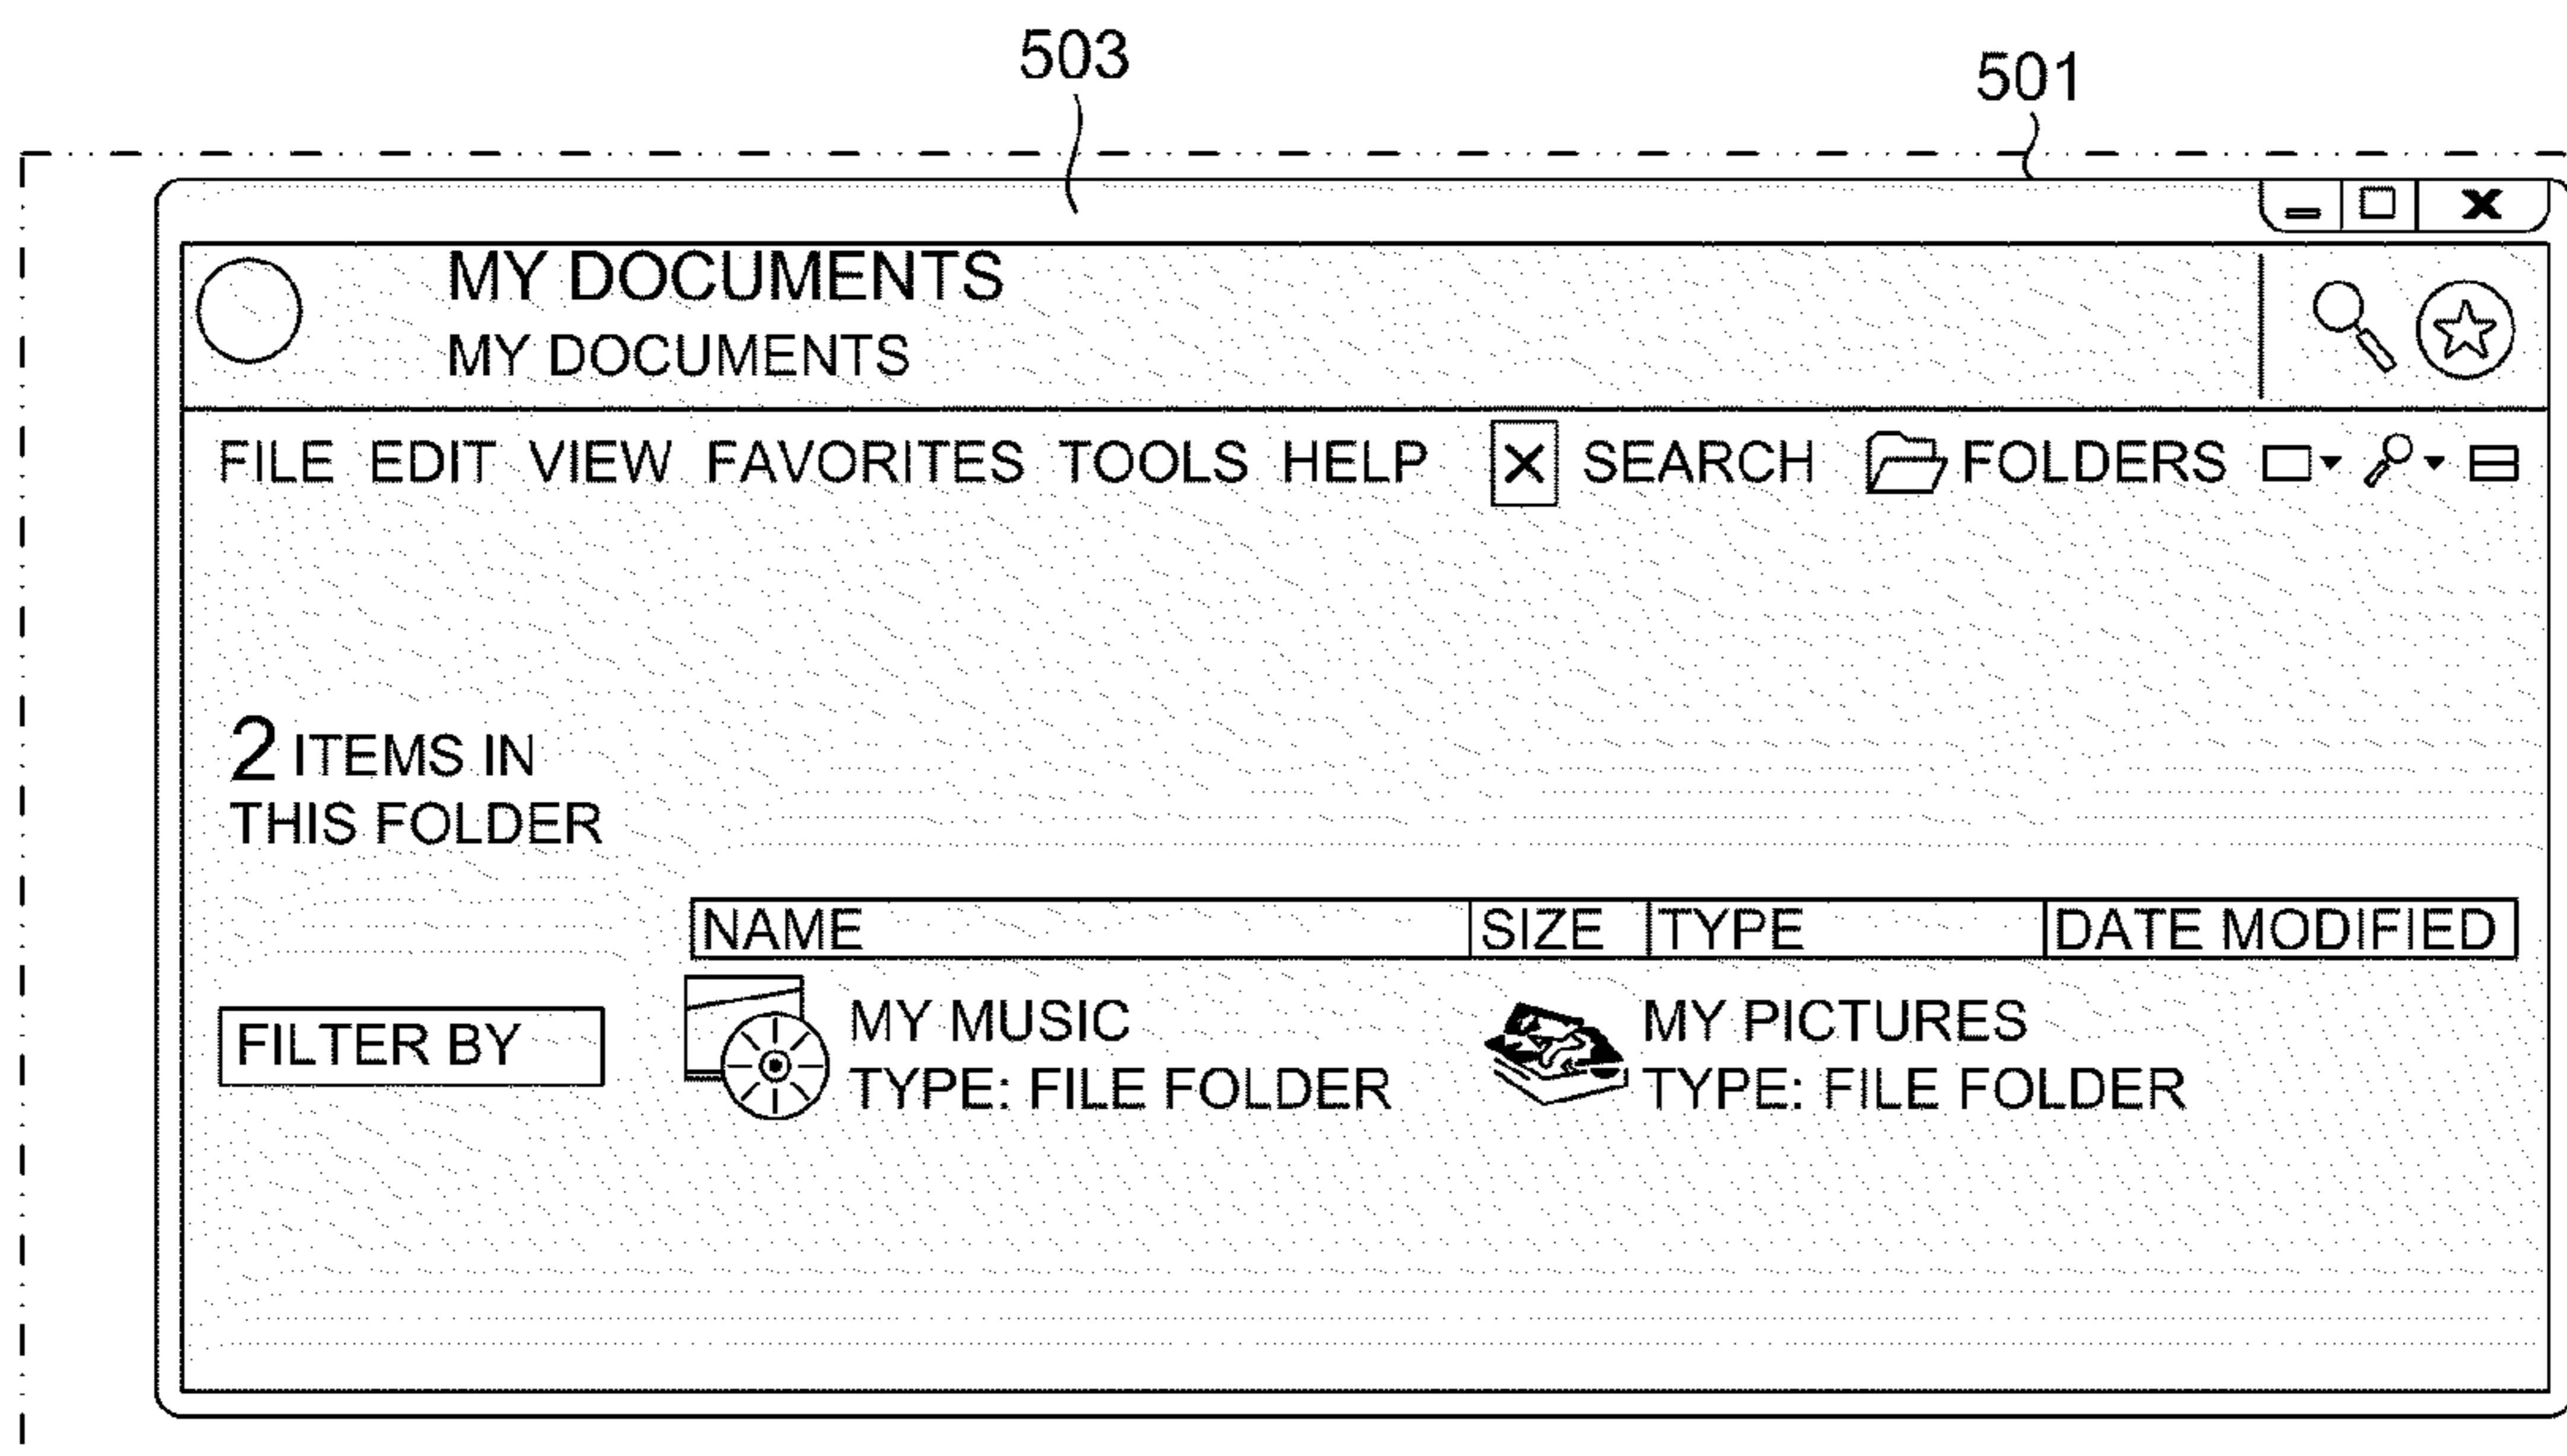 503
501
MY DOCUMENTS
MY DOCUMENTS
FILE EDIT VIEW FAVORITES TOOLS HELP SEARCH FOLDERS
2 ITEMS IN
THIS FOLDER
NAME SIZE TYPE DATE MODIFIED
FILTER BY
MY MUSIC
TYPE: FILE FOLDER
MY PICTURES
TYPE: FILE FOLDER